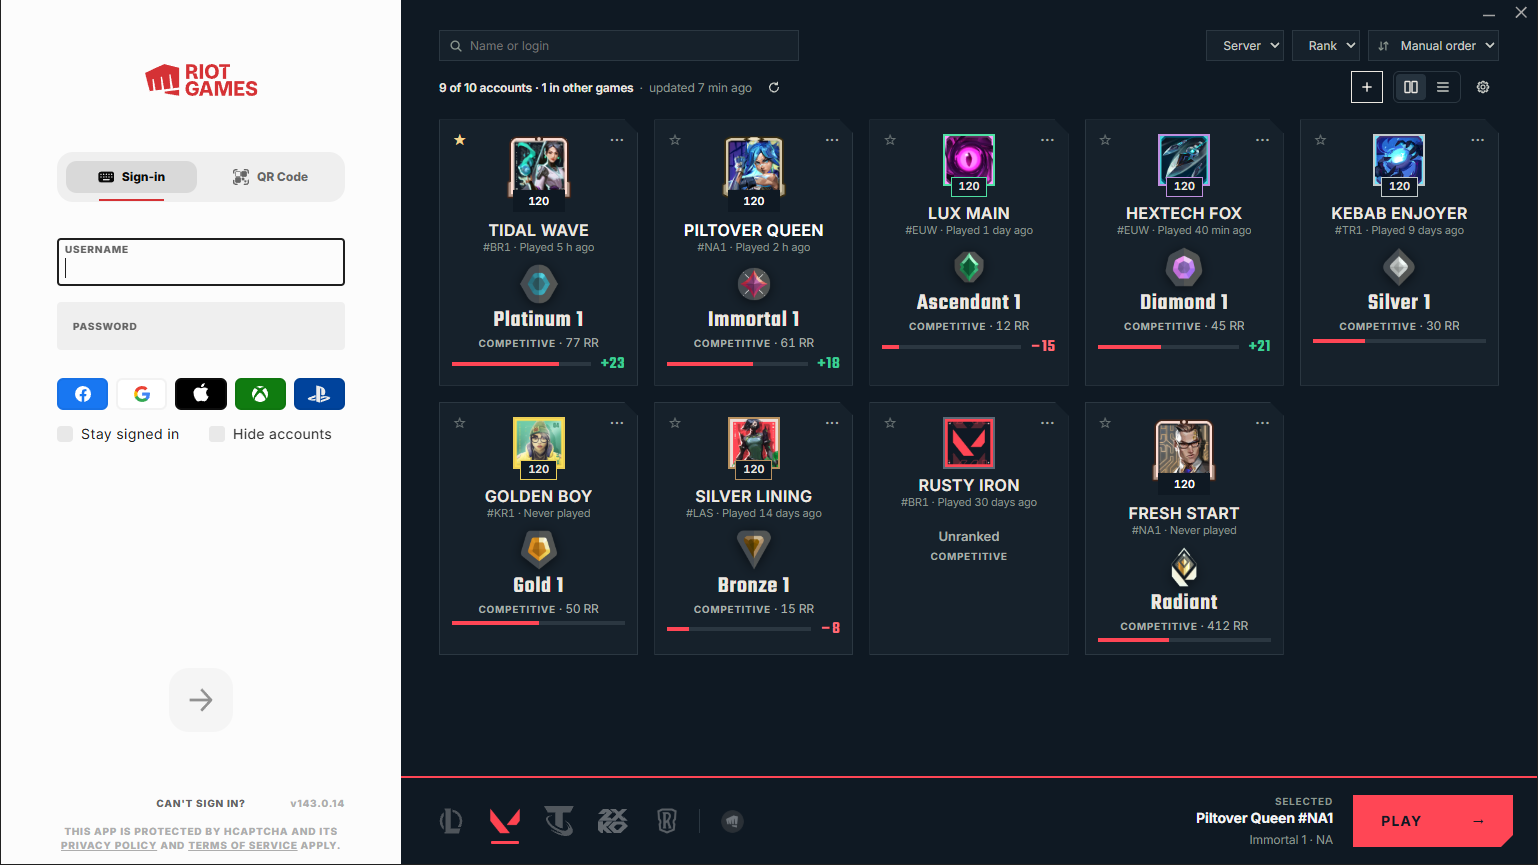 RIOT
GAMES
Sign-in
QR Code
USERNAME
PASSWORD
Stay signed in
Hide accounts
CAN'T SIGN IN?
v143.0.14
THIS APP IS PROTECTED BY HCAPTCHA AND ITS
PRIVACY POLICY AND TERMS OF SERVICE APPLY.
Name or login
Server
Rank
Manual order
9 of 10 accounts · 1 in other games · updated 7 min ago
120
TIDAL WAVE
#BR1 · Played 5 h ago
Platinum 1
COMPETITIVE · 77 RR
+23
120
PILTOVER QUEEN
#NA1 · Played 2 h ago
Immortal 1
COMPETITIVE · 61 RR
+18
120
LUX MAIN
#EUW · Played 1 day ago
Ascendant 1
COMPETITIVE · 12 RR
−15
120
HEXTECH FOX
#EUW · Played 40 min ago
Diamond 1
COMPETITIVE · 45 RR
+21
120
KEBAB ENJOYER
#TR1 · Played 9 days ago
Silver 1
COMPETITIVE · 30 RR
120
GOLDEN BOY
#KR1 · Never played
Gold 1
COMPETITIVE · 50 RR
120
SILVER LINING
#LAS · Played 14 days ago
Bronze 1
COMPETITIVE · 15 RR
−8
RUSTY IRON
#BR1 · Played 30 days ago
Unranked
COMPETITIVE
120
FRESH START
#NA1 · Never played
Radiant
COMPETITIVE · 412 RR
2XKO
SELECTED
Piltover Queen #NA1
Immortal 1 · NA
PLAY →